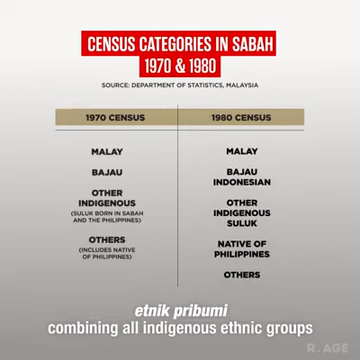 CENSUS CATEGORIES IN SABAH
1970 & 1980
SOURCE: DEPARTMENT OF STATISTICS, MALAYSIA
1970 CENSUS
MALAY
BAJAU
OTHER
INDIGENOUS
(SULUK BORN IN SABAH
AND THE PHILIPPINES)
OTHERS
(INCLUDES NATIVE
OF PHILIPPINES)
1980 CENSUS
MALAY
BAJAU
INDONESIAN
OTHER
INDIGENOUS
SULUK
NATIVE OF
PHILIPPINES
OTHERS
etnik pribumi
combining all indigenous ethnic groups
R.AGE